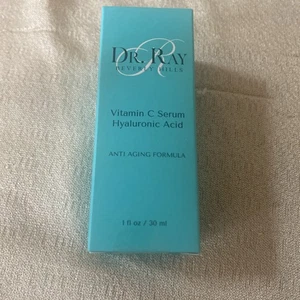 R
DR. RAY
BEVERLY HILLS
Vitamin C Serum
Hyaluronic Acid
ANTI AGING FORMULA
1 fl oz / 30 ml